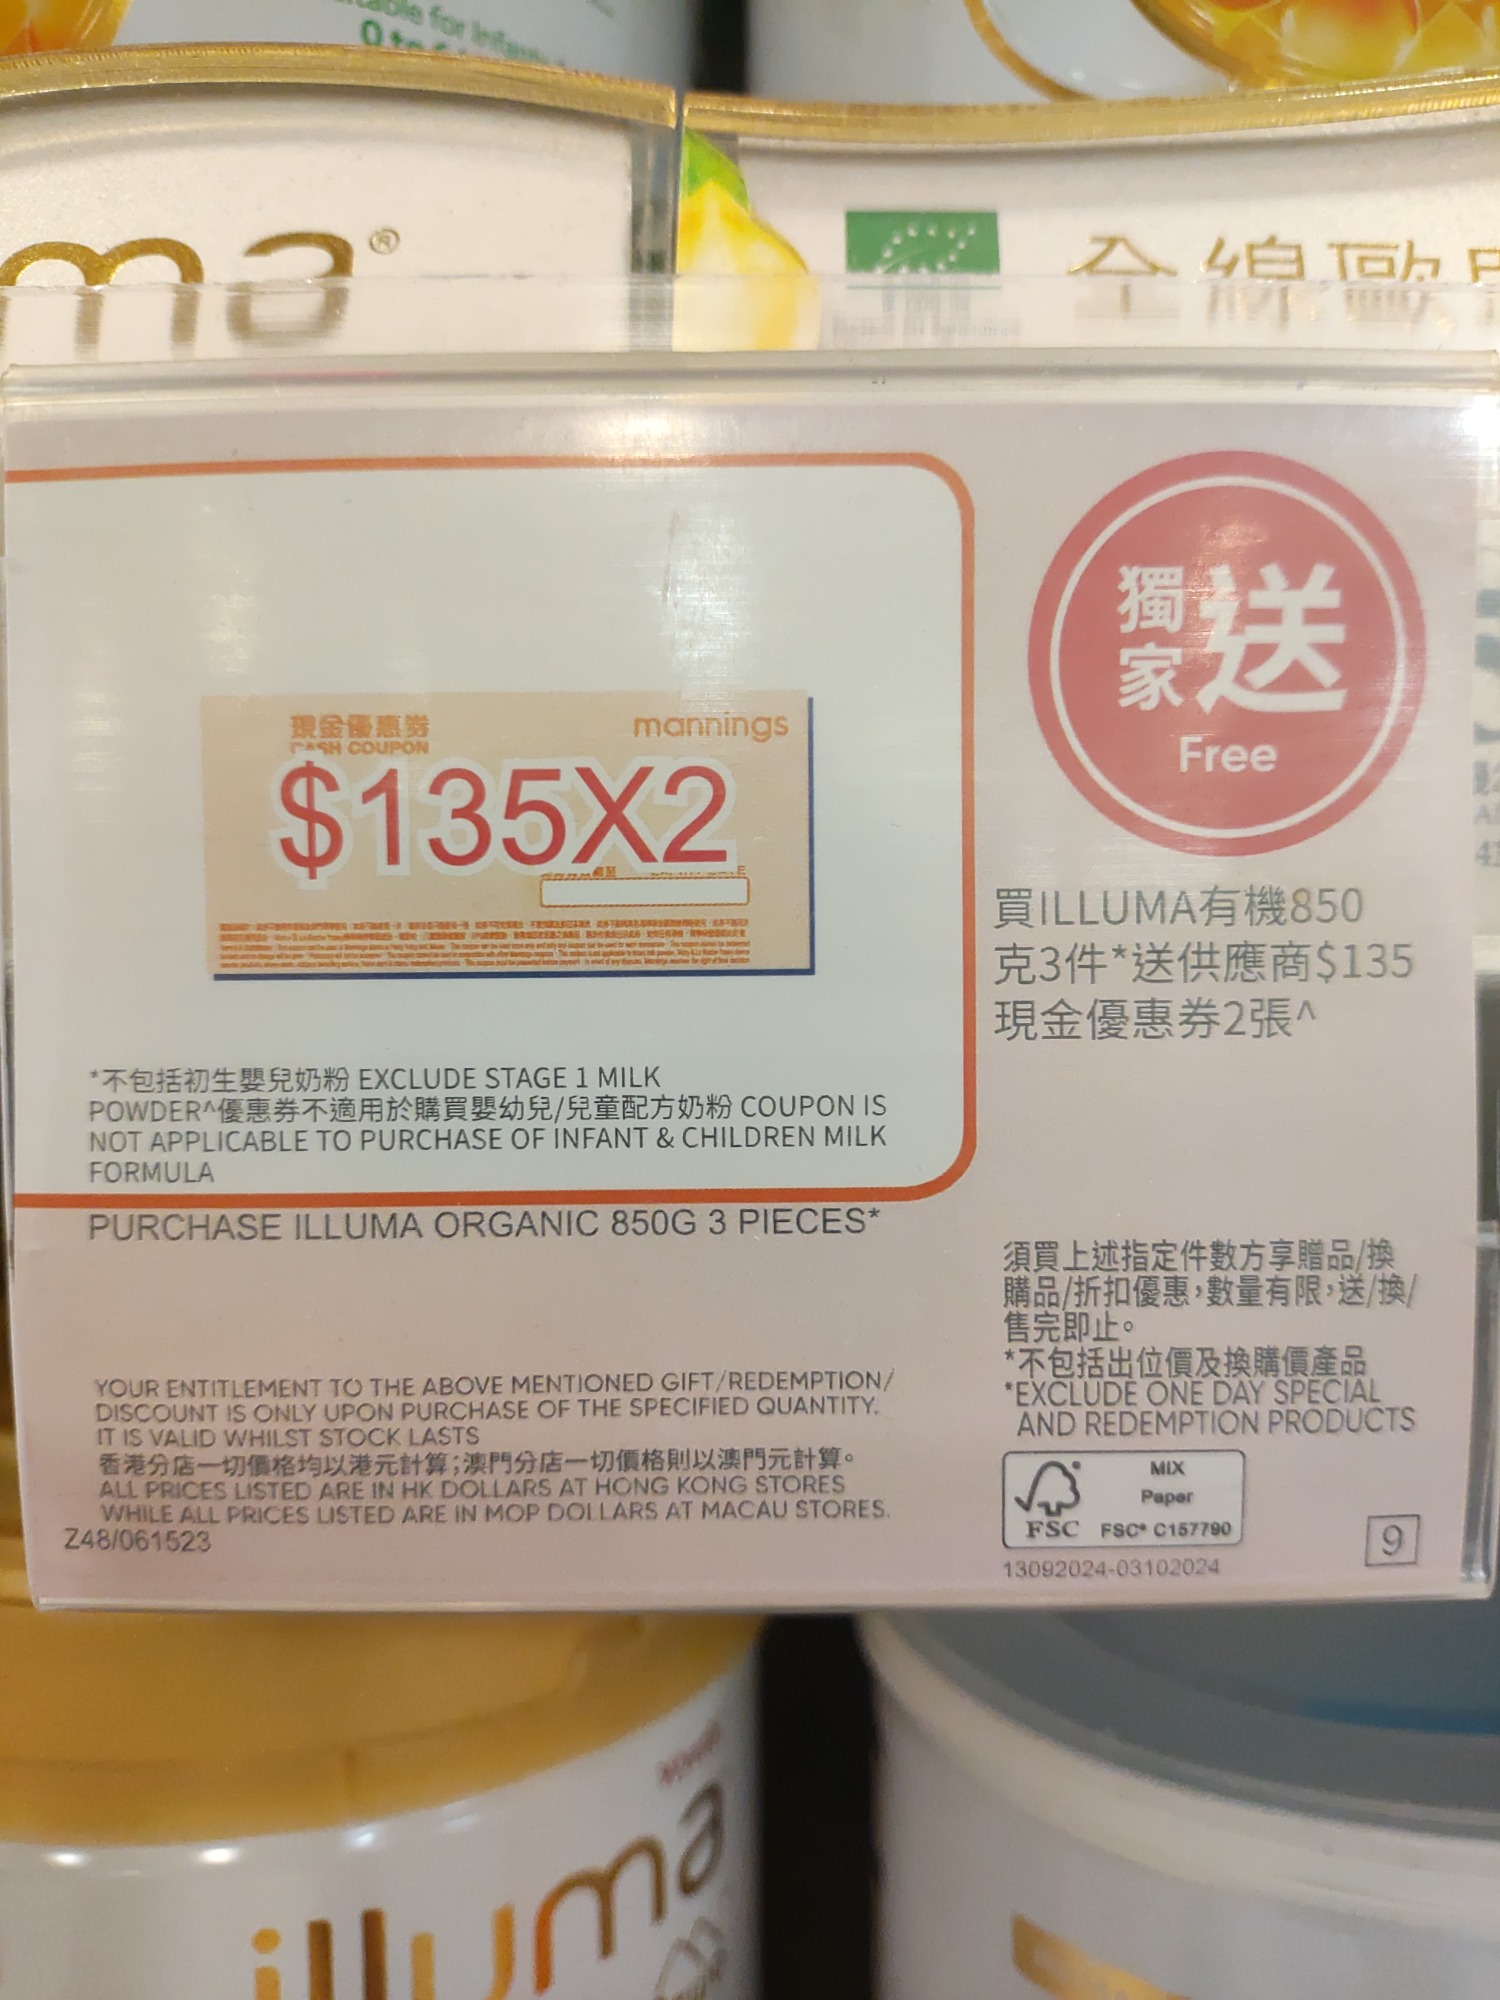 ma®
全線歐
獨家
送
Free
現金優惠券
CASH COUPON
mannings
$135X2
買ILLUMA有機850
克3件*送供應商$135
現金優惠券2張^
*不包括初生嬰兒奶粉 EXCLUDE STAGE 1 MILK
POWDER^優惠券不適用於購買嬰幼兒/兒童配方奶粉 COUPON IS
NOT APPLICABLE TO PURCHASE OF INFANT & CHILDREN MILK
FORMULA
PURCHASE ILLUMA ORGANIC 850G 3 PIECES*
須買上述指定件數方享贈品/換
購品/折扣優惠，數量有限，送/換/
售完即止。
*不包括出位價及換購價產品
*EXCLUDE ONE DAY SPECIAL
AND REDEMPTION PRODUCTS
YOUR ENTITLEMENT TO THE ABOVE MENTIONED GIFT/REDEMPTION/
DISCOUNT IS ONLY UPON PURCHASE OF THE SPECIFIED QUANTITY.
IT IS VALID WHILST STOCK LASTS
香港分店一切價格均以港元計算；澳門分店一切價格則以澳門元計算。
ALL PRICES LISTED ARE IN HK DOLLARS AT HONG KONG STORES
WHILE ALL PRICES LISTED ARE IN MOP DOLLARS AT MACAU STORES.
Z48/061523
FSC
MIX
Paper
FSC® C157790
13092024-03102024
9
illuma